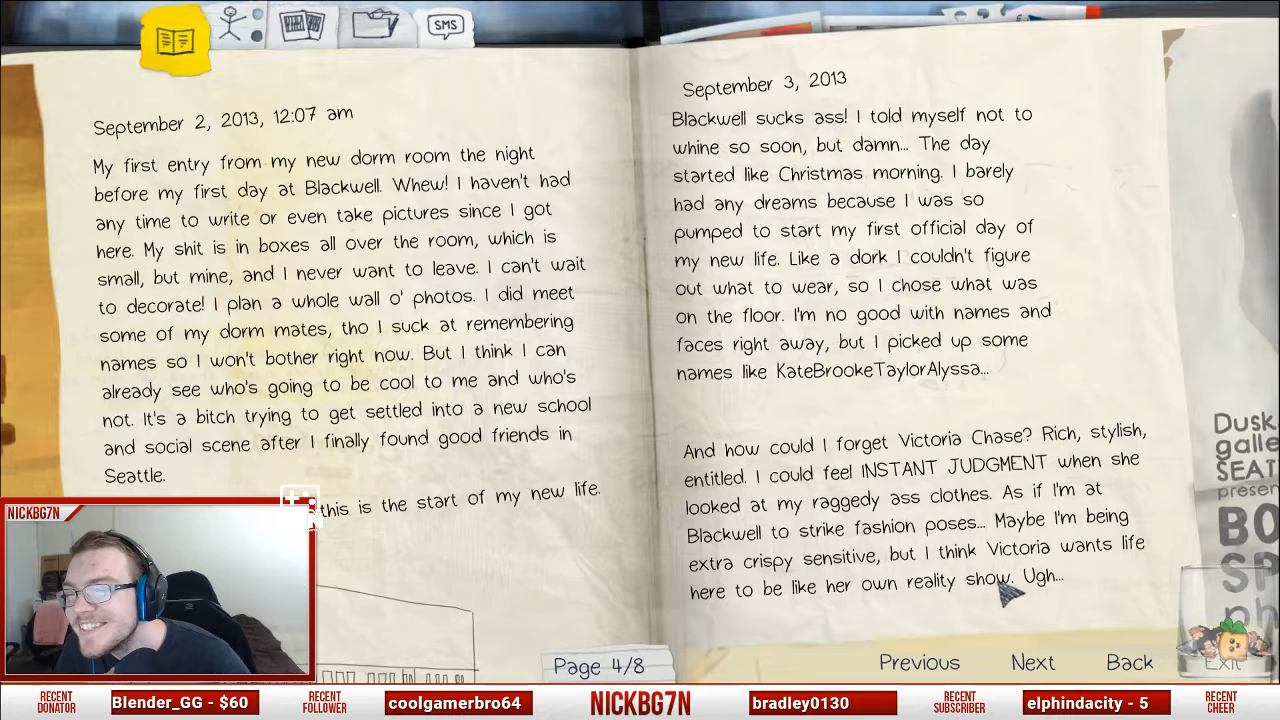 SMS
September 2, 2013, 12:07 am
My first entry from my new dorm room the night
before my first day at Blackwell. Whew! I haven't had
any time to write or even take pictures since I got
here. My shit is in boxes all over the room, which is
small, but mine, and I never want to leave. I can't wait
to decorate! I plan a whole wall o' photos. I did meet
some of my dorm mates, tho I suck at remembering
names so I won't bother right now. But I think I can
already see who's going to be cool to me and who's
not. It's a bitch trying to get settled into a new school
and social scene after I finally found good friends in
Seattle.
this is the start of my new life.
September 3, 2013
Blackwell sucks ass! I told myself not to
whine so soon, but damn... The day
started like Christmas morning. I barely
had any dreams because I was so
pumped to start my first official day of
my new life. Like a dork I couldn't figure
out what to wear, so I chose what was
on the floor. I'm no good with names and
faces right away, but I picked up some
names like KateBrookeTaylorAlyssa...
And how could I forget Victoria Chase? Rich, stylish,
entitled. I could feel INSTANT JUDGMENT when she
looked at my raggedy ass clothes. As if I'm at
Blackwell to strike fashion poses... Maybe I'm being
extra crispy sensitive, but I think Victoria wants life
here to be like her own reality show. Ugh...
Dusk
galle
SEAT
presen
BO
SP
ph
Page 4/8
Previous
Next
Back
Exit
NICKBG7N
RECENT DONATOR
Blender_GG - $60
RECENT FOLLOWER
coolgamerbro64
NICKBG7N
bradley0130
RECENT SUBSCRIBER
elphindacity - 5
RECENT CHEER